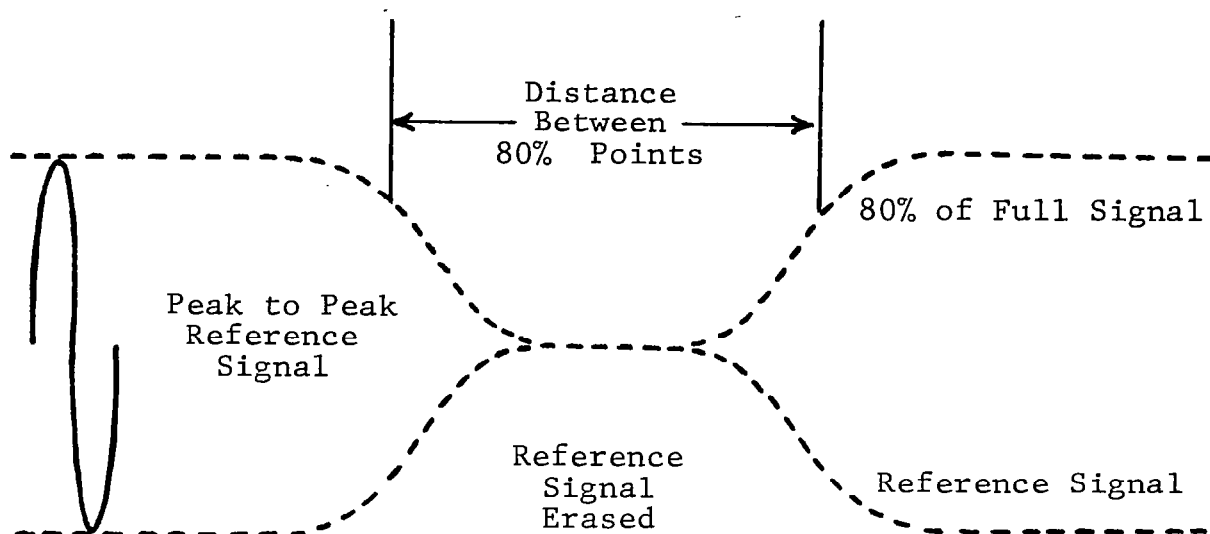 Distance
Between
80% Points
80% of Full Signal
Peak to Peak
Reference
Signal
Reference
Signal
Erased
Reference Signal